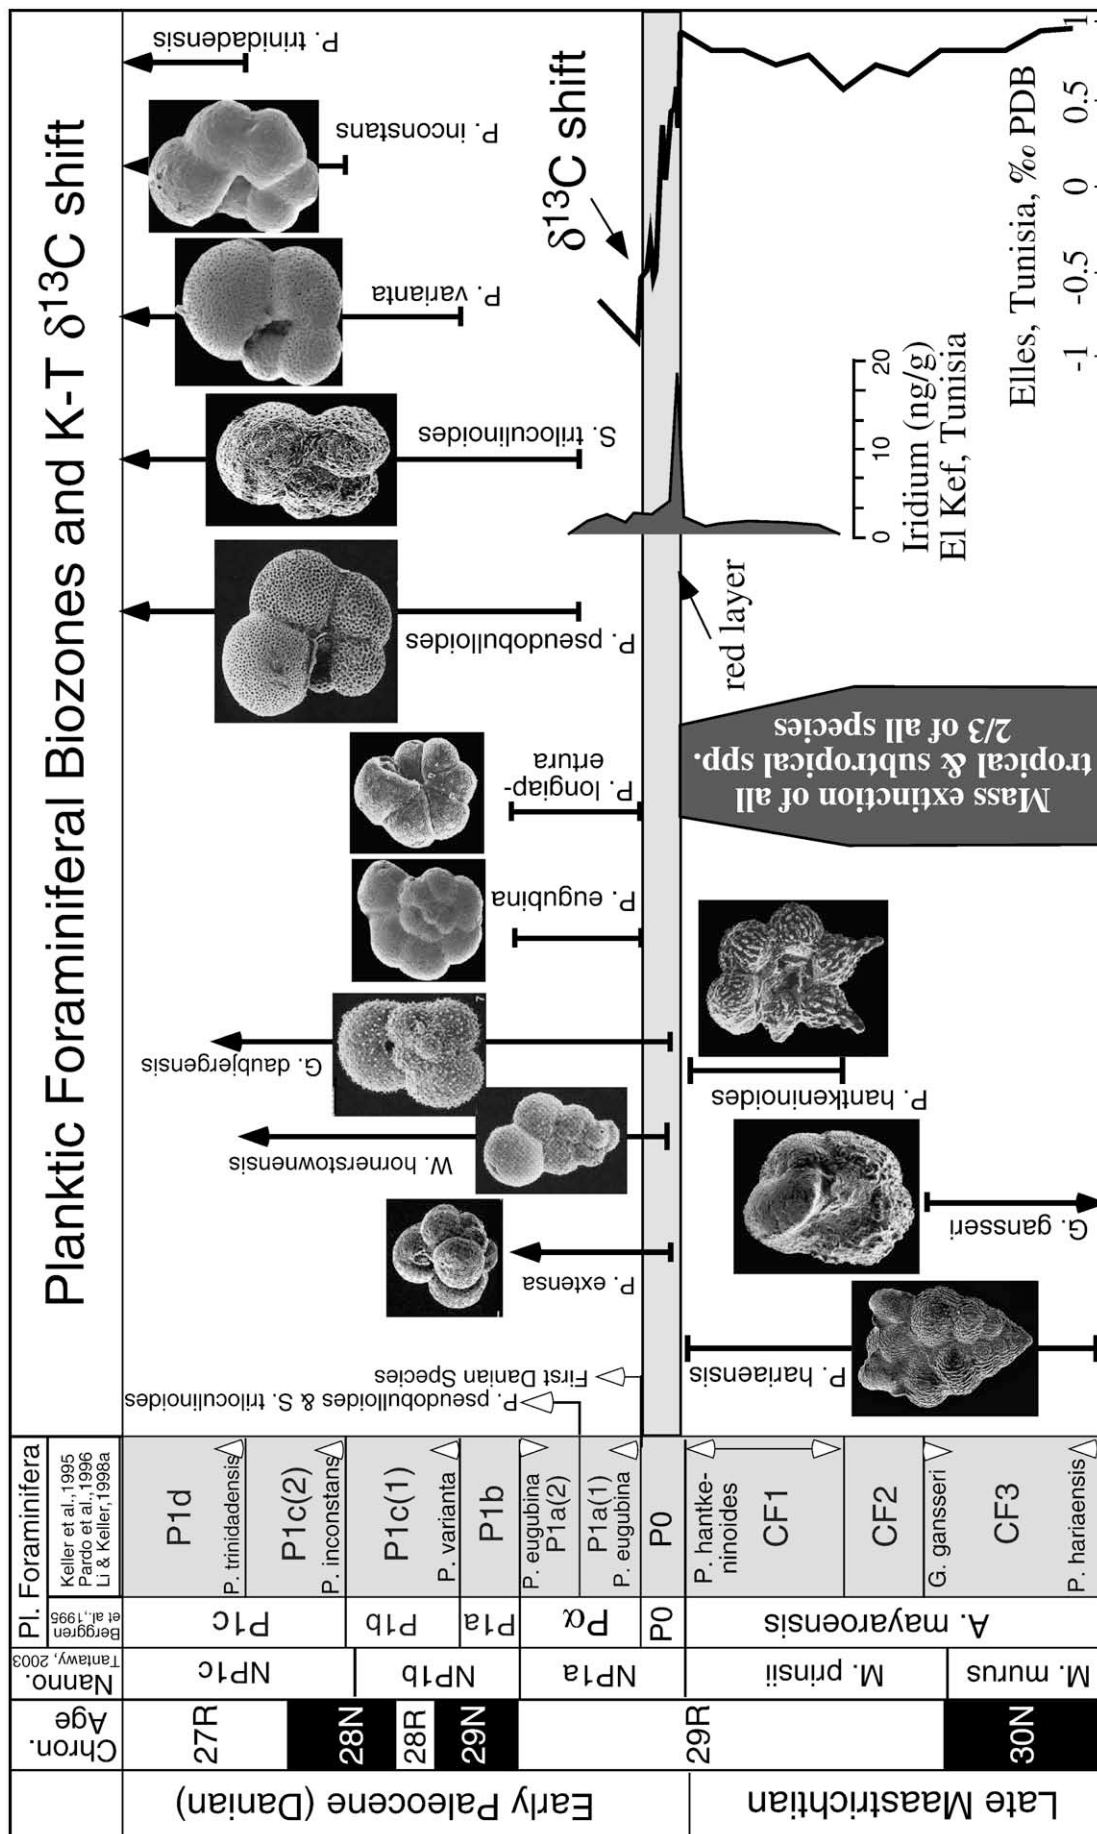 Planktic Foraminiferal Biozones and K-T δ13C shift
Chron.
Age
Nanno.
Tantawy, 2003
Pl. Foraminifera
Berggren
et al.,1995
Keller et al.,1995
Pardo et al.,1996
Li & Keller,1998a
Early Paleocene (Danian)
Late Maastrichtian
27R
28N
28R
29N
29R
30N
NP1c
NP1b
NP1a
M. prinsii
M. murus
P1c
P1b
P1a
Pα
P0
A. mayaroensis
P1d
P. trinidadensis
P1c(2)
P. inconstans
P1c(1)
P. varianta
P1b
P. eugubina
P1a(2)
P1a(1)
P. eugubina
P0
P. hantke-
ninoides
CF1
CF2
G. gansseri
CF3
P. hariaensis
P. pseudobulloides & S. triloculinoides
First Danian Species
P. extensa
W. hornerstownensis
G. daubjergensis
7
P. eugubina
P. longiap-
ertura
P. pseudobulloides
S. triloculinoides
P. varianta
P. inconstans
P. trinidadensis
P. hariaensis
G. gansseri
P. hantkeninoides
Mass extinction of all
tropical & subtropical spp.
2/3 of all species
red layer
δ13C shift
0 10 20
Iridium (ng/g)
El Kef, Tunisia
-1 -0.5 0 0.5 1
Elles, Tunisia, ‰ PDB